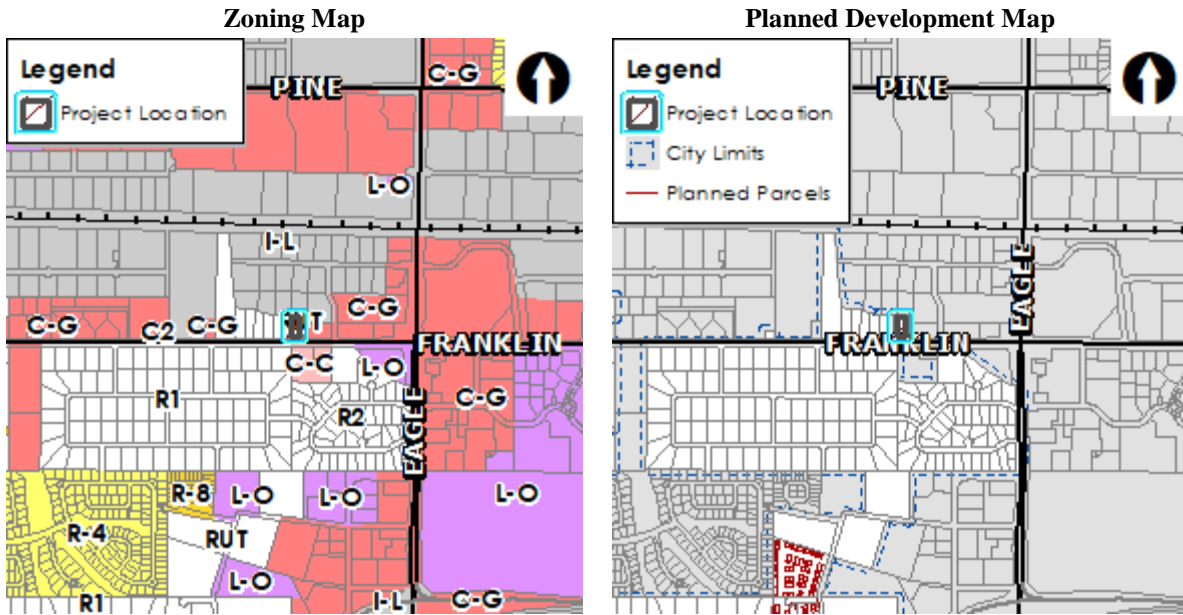 Zoning Map
Legend
Project Location
C-G
PINE
L-O
I-L
C-G
C-G
C2
C-G
FRANKLIN
C-C
L-O
R1
R2
C-G
EAGLE
R-8
L-O
L-O
L-O
R-4
RUT
L-O
R1
I-L
C-G
Planned Development Map
Legend
Project Location
City Limits
Planned Parcels
PINE
EAGLE
FRANKLIN